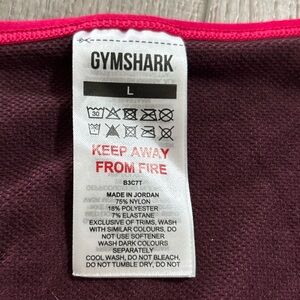 GYMSHARK
L
30
KEEP AWAY
FROM FIRE
B3C7T
MADE IN JORDAN
75% NYLON
18% POLYESTER
7% ELASTANE
EXCLUSIVE OF TRIMS, WASH
WITH SIMILAR COLOURS, DO
NOT USE SOFTENER
WASH DARK COLOURS
SEPARATELY
COOL WASH, DO NOT BLEACH,
DO NOT TUMBLE DRY, DO NOT